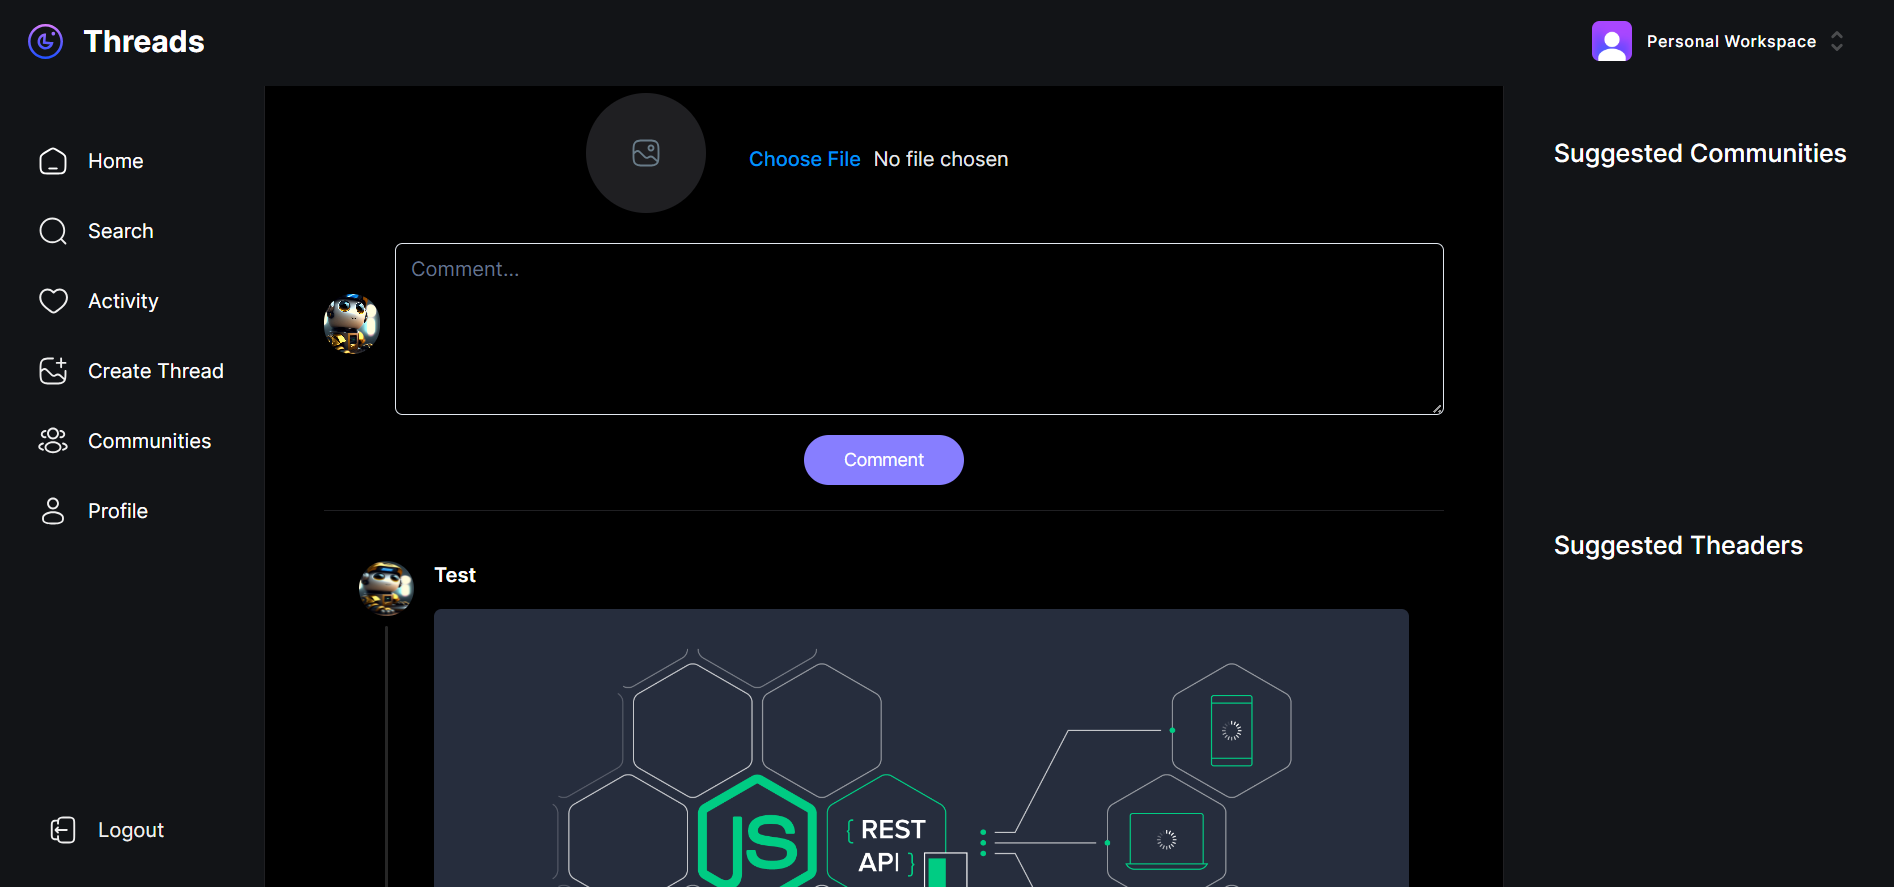 Threads
Personal Workspace
Home
Search
Activity
Create Thread
Communities
Profile
Logout
Choose File No file chosen
Comment...
Comment
Test
JS
{ REST
API }
Suggested Communities
Suggested Theaders